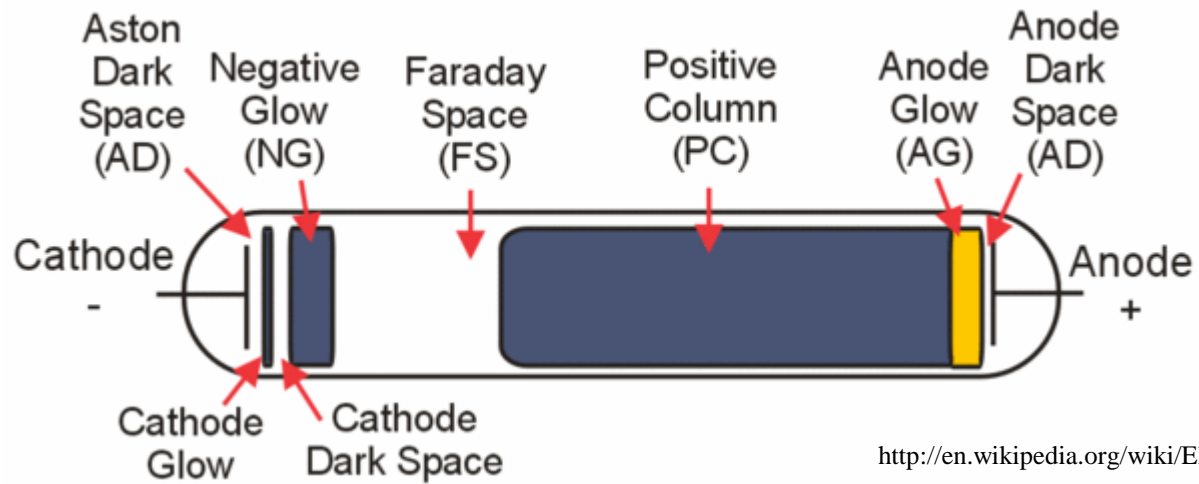 Aston
Dark
Space
(AD)
Negative
Glow
(NG)
Faraday
Space
(FS)
Positive
Column
(PC)
Anode
Glow
(AG)
Anode
Dark
Space
(AD)
Cathode
-
Anode
+
Cathode
Glow
Cathode
Dark Space
http://en.wikipedia.org/wiki/E